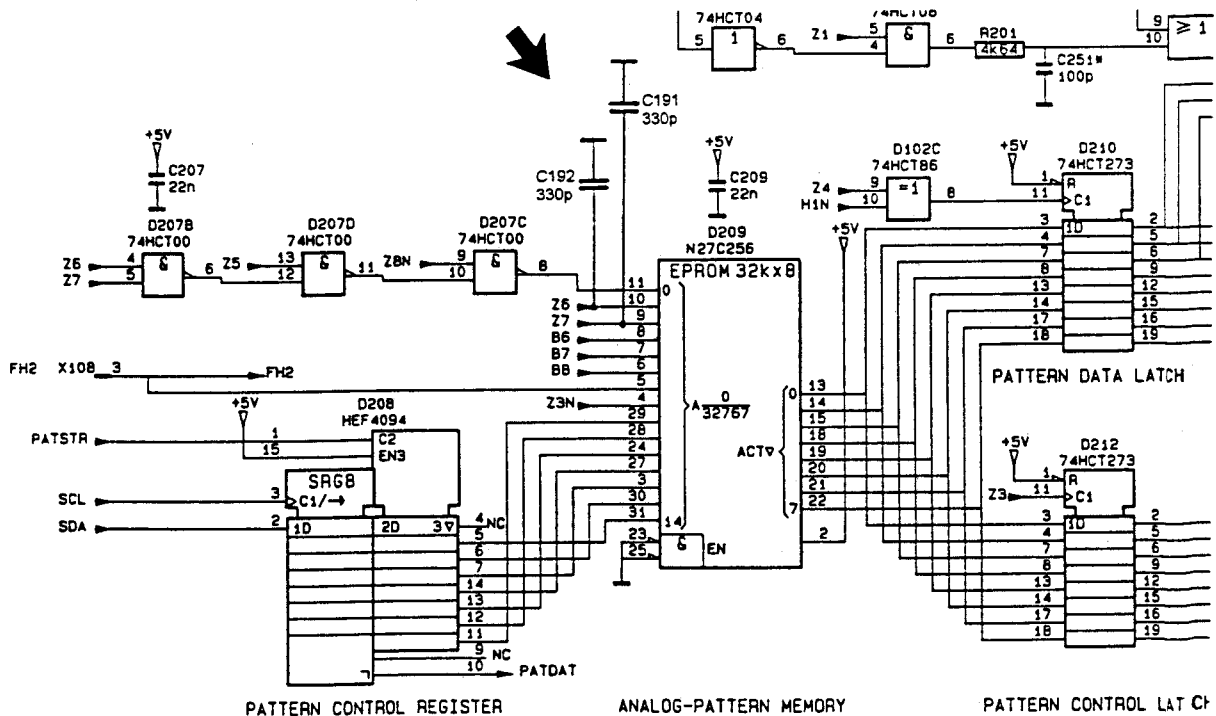 74HCT04
5
1
6
74HCT08
Z1
5
4
&
6
R201
4k64
C251*
100p
9
10
≥ 1
C191
330p
C192
330p
+5V
C207
22n
+5V
C209
22n
D102C
74HCT86
Z4
9
H1N
10
=1
8
+5V
D210
74HCT273
1
R
11
C1
D207B
74HCT00
Z6
4
Z7
5
&
6
D207D
74HCT00
Z5
13
12
&
11
D207C
74HCT00
Z8N
9
10
&
8
D209
N27C256
EPROM 32kx8
+5V
11
0
Z6
10
Z7
9
B6
8
B7
7
B8
6
5
Z3N
4
29
28
24
27
3
30
31
14
23
25
&
EN
A
0
32767
ACT▽
0
7
13
14
15
18
19
20
21
22
2
3
1D
2
4
5
7
6
8
9
13
12
14
15
17
16
18
19
PATTERN DATA LATCH
FH2 X108
3
FH2
+5V
D208
HEF4094
PATSTR
1
C2
15
EN3
SRG8
SCL
3
C1/→
SDA
2
1D
2D
3▽
4
NC
5
6
7
14
13
12
11
9
NC
10
PATDAT
+5V
D212
74HCT273
1
R
Z3
11
C1
3
1D
2
4
5
7
6
8
9
13
12
14
15
17
16
18
19
PATTERN CONTROL REGISTER
ANALOG-PATTERN MEMORY
PATTERN CONTROL LATCH